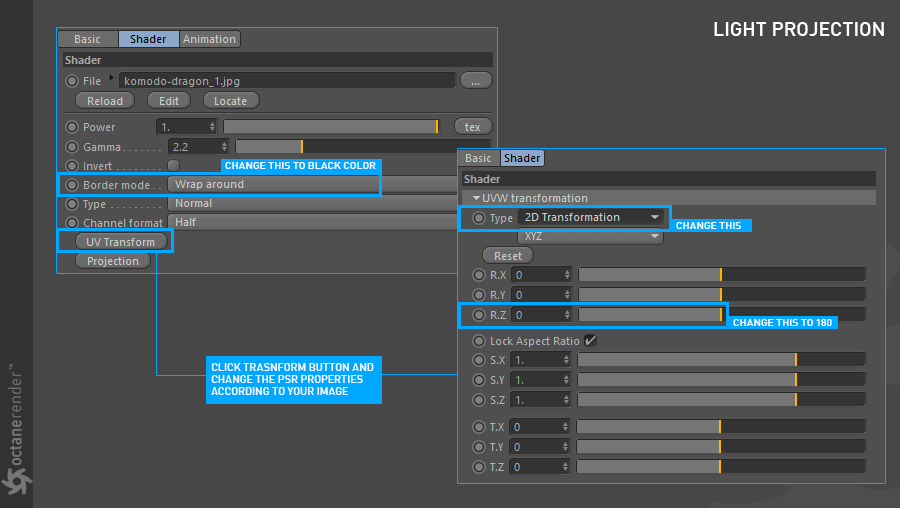 LIGHT PROJECTION
Basic Shader Animation
Shader
File komodo-dragon_1.jpg ...
Reload Edit Locate
Power 1. tex
Gamma....... 2.2
Invert........
CHANGE THIS TO BLACK COLOR
Border mode.. Wrap around
Type......... Normal
Channel format Half
UV Transform
Projection
CLICK TRASNFORM BUTTON AND
CHANGE THE PSR PROPERTIES
ACCORDING TO YOUR IMAGE
Basic Shader
Shader
UVW transformation
Type 2D Transformation
CHANGE THIS
XYZ
Reset
R.X 0
R.Y 0
R.Z 0
CHANGE THIS TO 180
Lock Aspect Ratio
S.X 1.
S.Y 1.
S.Z 1.
T.X 0
T.Y 0
T.Z 0
octanerender™